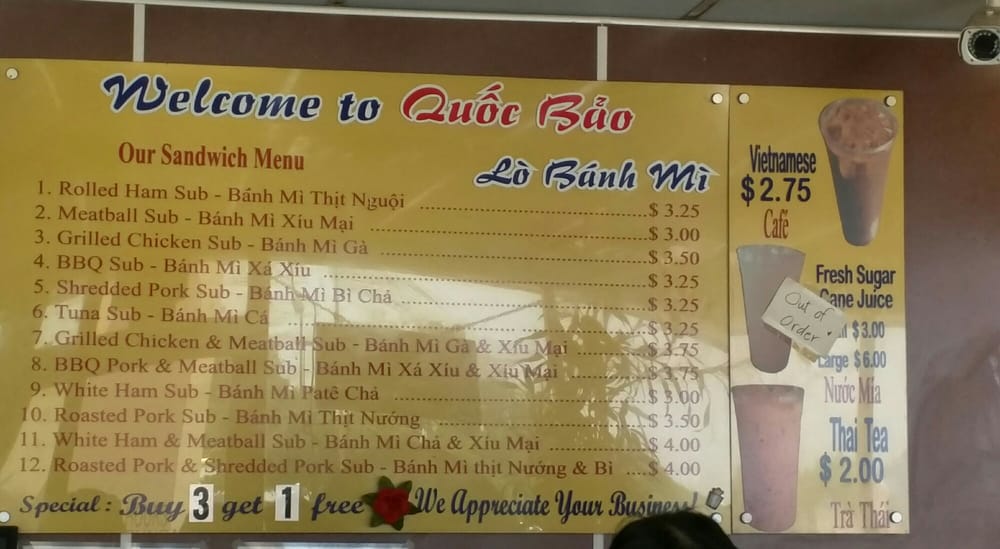 Welcome to Quốc Bảo
Our Sandwich Menu
Lò Bánh Mì
1. Rolled Ham Sub - Bánh Mì Thịt Nguội ........ $ 3.25
2. Meatball Sub - Bánh Mì Xíu Mại ........ $ 3.00
3. Grilled Chicken Sub - Bánh Mì Gà ........ $ 3.50
4. BBQ Sub - Bánh Mì Xá Xíu ........ $ 3.25
5. Shredded Pork Sub - Bánh Mì Bì Chả ........ $ 3.25
6. Tuna Sub - Bánh Mì Cá ........ $ 3.25
7. Grilled Chicken & Meatball Sub - Bánh Mì Gà & Xíu Mại ........ $ 3.75
8. BBQ Pork & Meatball Sub - Bánh Mì Xá Xíu & Xíu Mại ........ $ 3.75
9. White Ham Sub - Bánh Mì Patê Chả ........ $ 3.00
10. Roasted Pork Sub - Bánh Mì Thịt Nướng ........ $ 3.50
11. White Ham & Meatball Sub - Bánh Mì Chả & Xíu Mại ........ $ 4.00
12. Roasted Pork & Shredded Pork Sub - Bánh Mì thịt Nướng & Bì .... $ 4.00
Special : Buy 3 get 1 free We Appreciate Your Business!
Vietnamese
$ 2.75
Café
Fresh Sugar
Cane Juice
Out of
Order
$ 3.00
Large $ 6.00
Nước Mía
Thai Tea
$ 2.00
Trà Thái